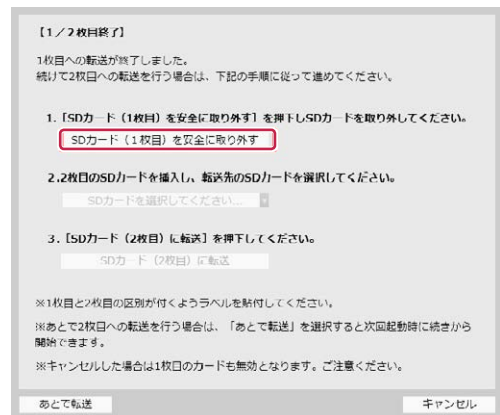 【1／2枚目終了】
1枚目への転送が終了しました。
続けて2枚目への転送を行う場合は、下記の手順に従って進めてください。
1.［SDカード（1枚目）を安全に取り外す］を押下しSDカードを取り外してください。
SDカード（1枚目）を安全に取り外す
2.2枚目のSDカードを挿入し、転送先のSDカードを選択してください。
SDカードを選択してください...
3.［SDカード（2枚目）に転送］を押下してください。
SDカード（2枚目）に転送
※1枚目と2枚目の区別が付くようラベルを貼付してください。
※あとで2枚目への転送を行う場合は、「あとで転送」を選択すると次回起動時に続きから
開始できます。
※キャンセルした場合は1枚目のカードも無効となります。ご注意ください。
あとで転送
キャンセル